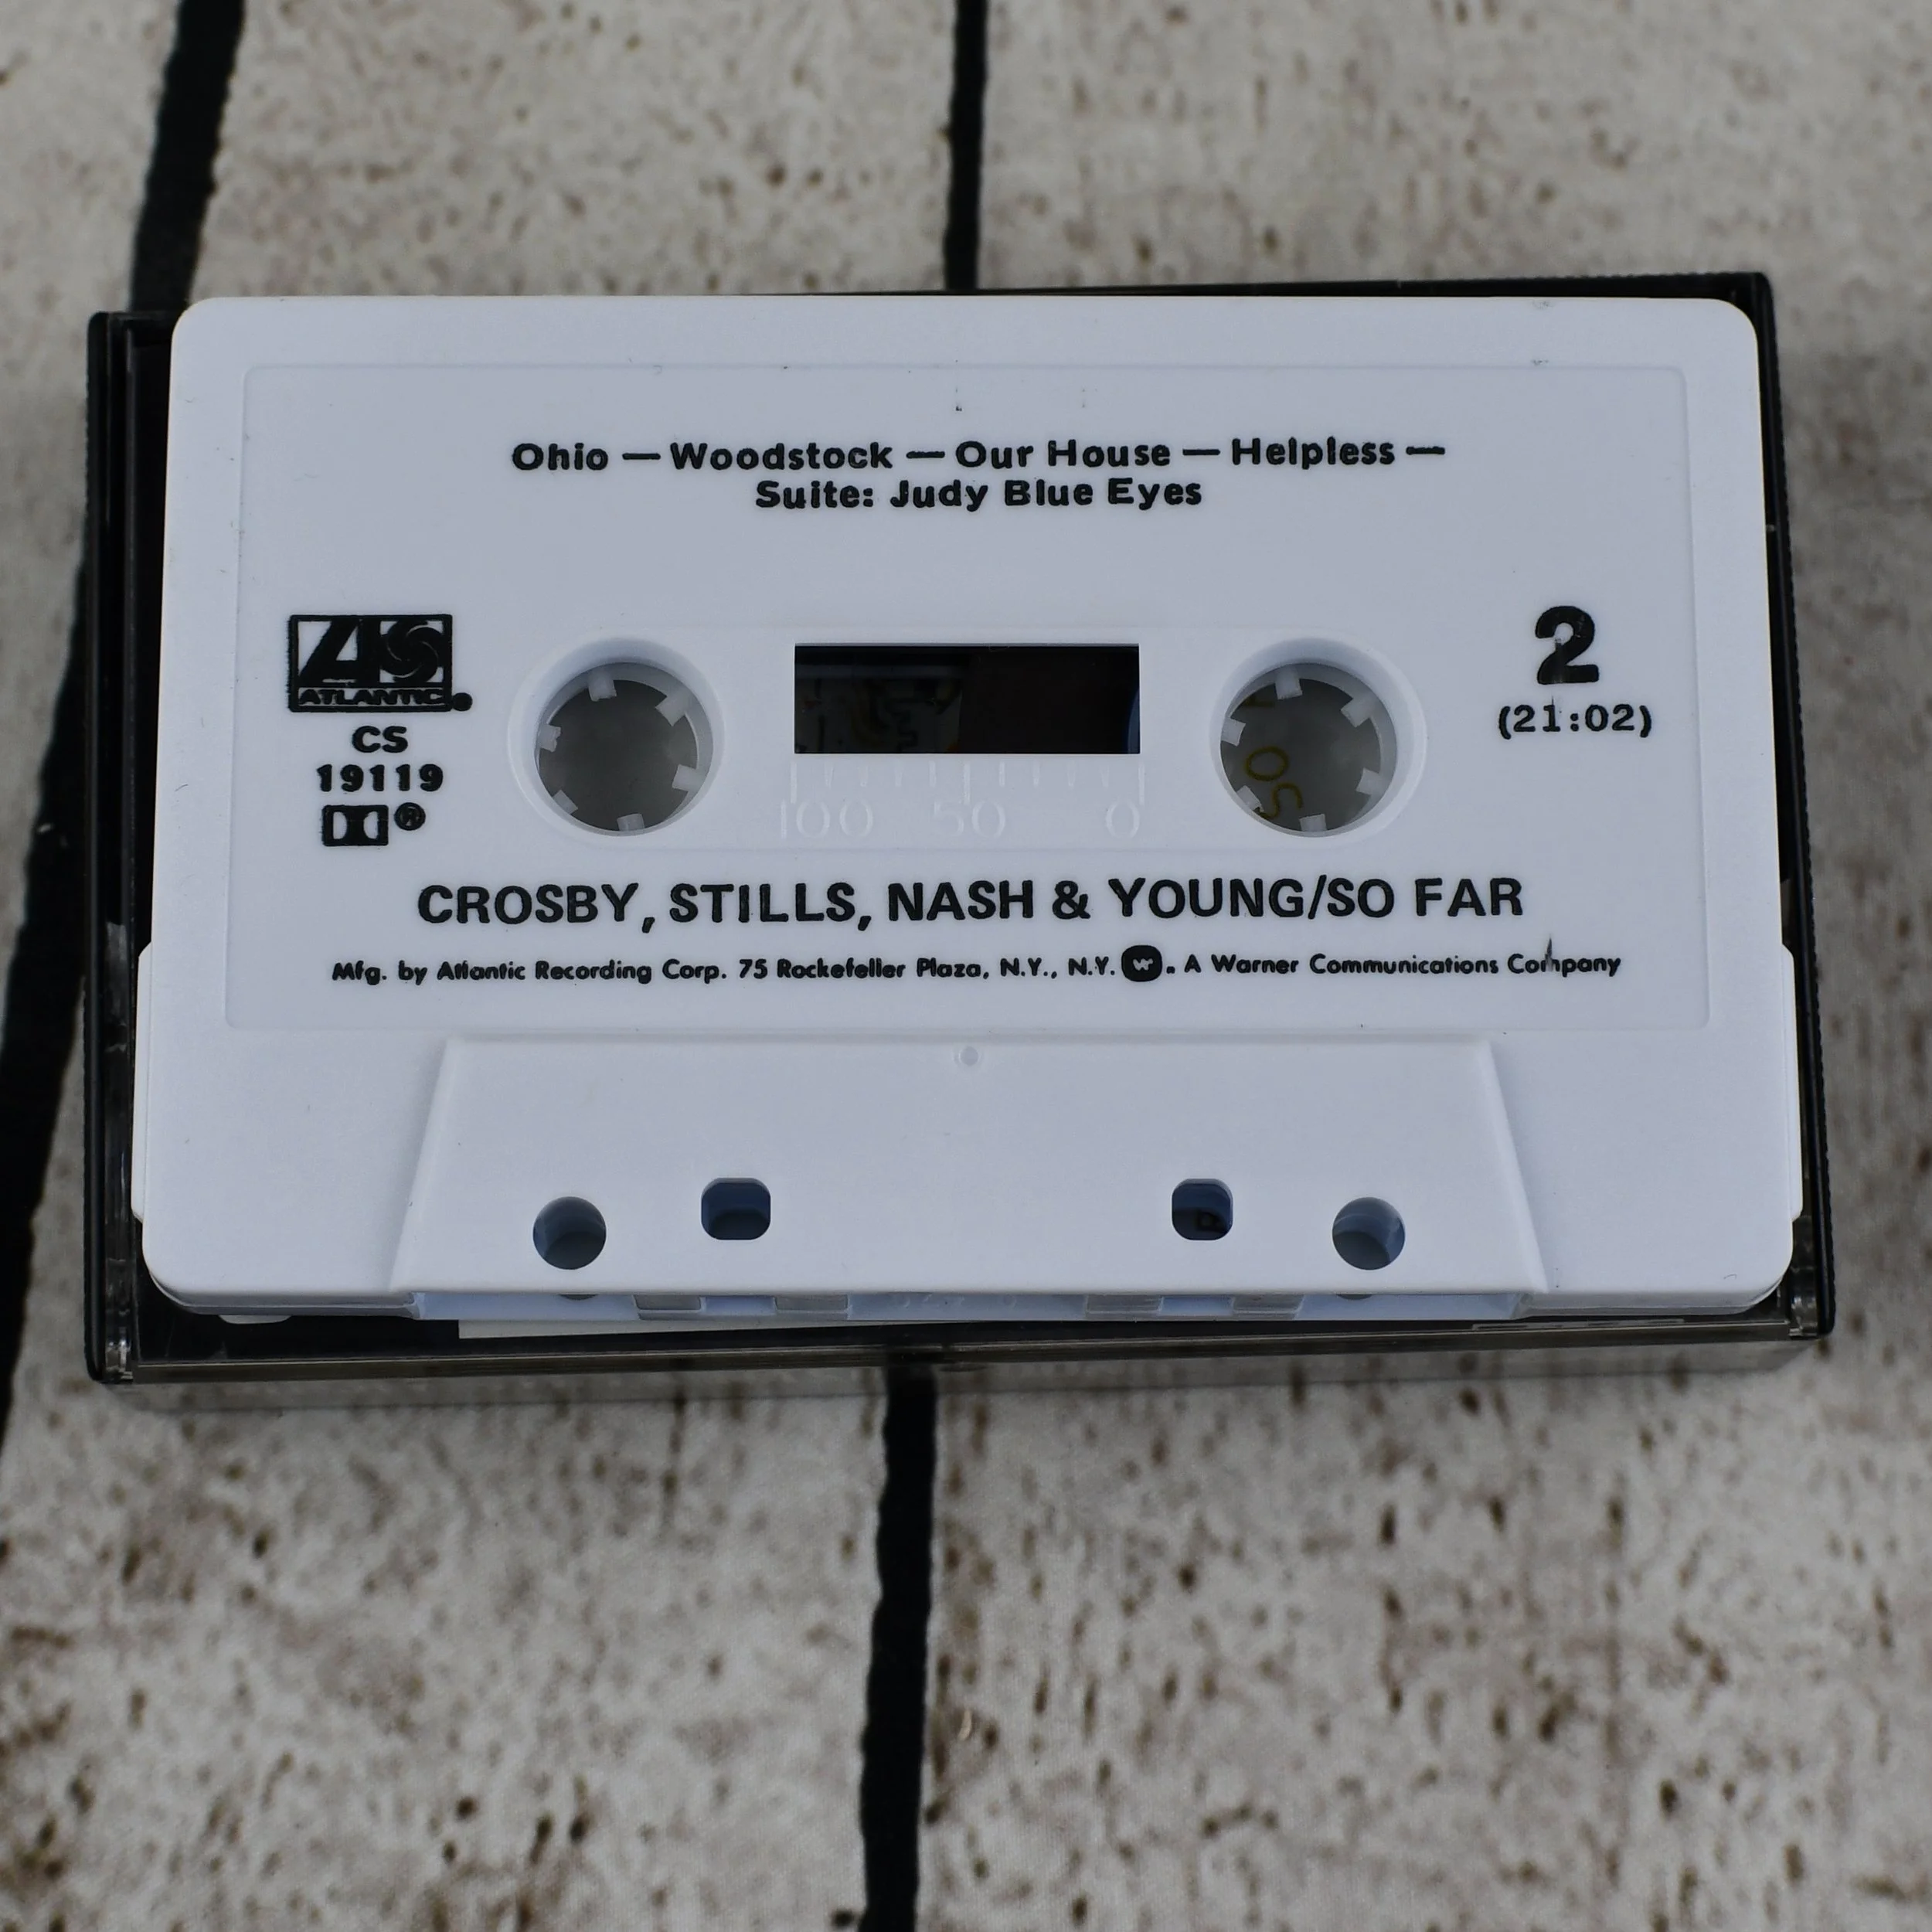 Ohio — Woodstock — Our House — Helpless —
Suite: Judy Blue Eyes
ATLANTIC
CS
19119
®
2
(21:02)
100 50 0
CROSBY, STILLS, NASH & YOUNG/SO FAR
Mfg. by Atlantic Recording Corp. 75 Rockefeller Plaza, N.Y., N.Y. W. A Warner Communications Company